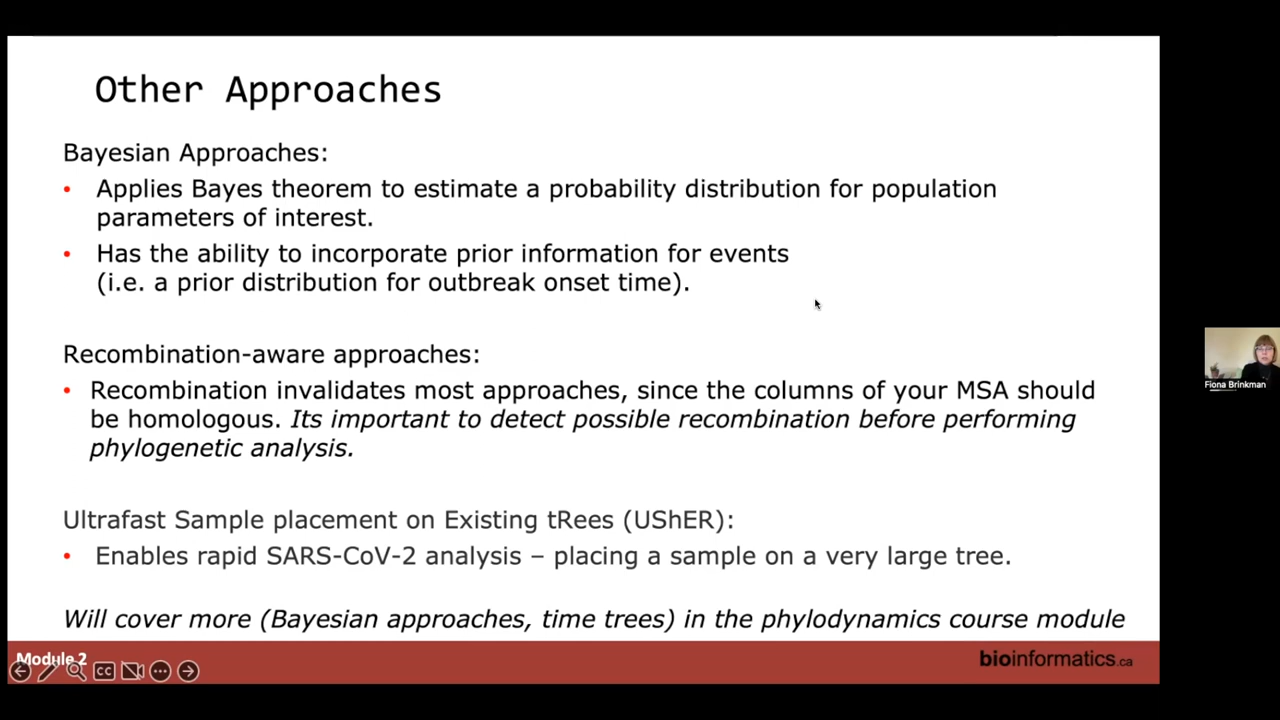 Other Approaches
Bayesian Approaches:
• Applies Bayes theorem to estimate a probability distribution for population
parameters of interest.
• Has the ability to incorporate prior information for events
(i.e. a prior distribution for outbreak onset time).
Recombination-aware approaches:
• Recombination invalidates most approaches, since the columns of your MSA should
be homologous. Its important to detect possible recombination before performing
phylogenetic analysis.
Ultrafast Sample placement on Existing tRees (UShER):
• Enables rapid SARS-CoV-2 analysis – placing a sample on a very large tree.
Will cover more (Bayesian approaches, time trees) in the phylodynamics course module
Module 2
CC
bioinformatics.ca
Fiona Brinkman